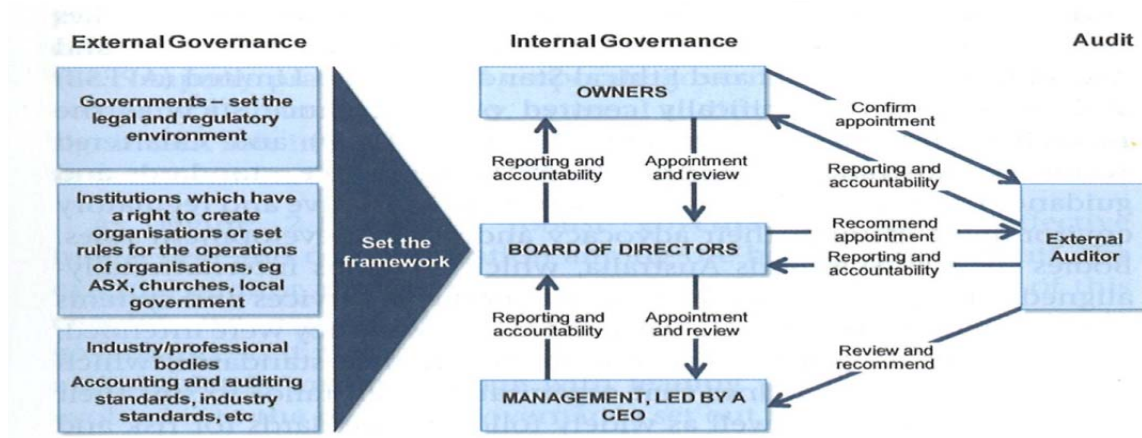 External Governance
Internal Governance
Audit
Governments – set the
legal and regulatory
environment
Institutions which have
a right to create
organisations or set
rules for the operations
of organisations, eg
ASX, churches, local
government
Industry/professional
bodies
Accounting and auditing
standards, industry
standards, etc
Set the
framework
OWNERS
Reporting and
accountability
Appointment
and review
BOARD OF DIRECTORS
Reporting and
accountability
Appointment
and review
MANAGEMENT, LED BY A
CEO
Confirm
appointment
Reporting and
accountability
Recommend
appointment
Reporting and
accountability
Review and
recommend
External
Auditor